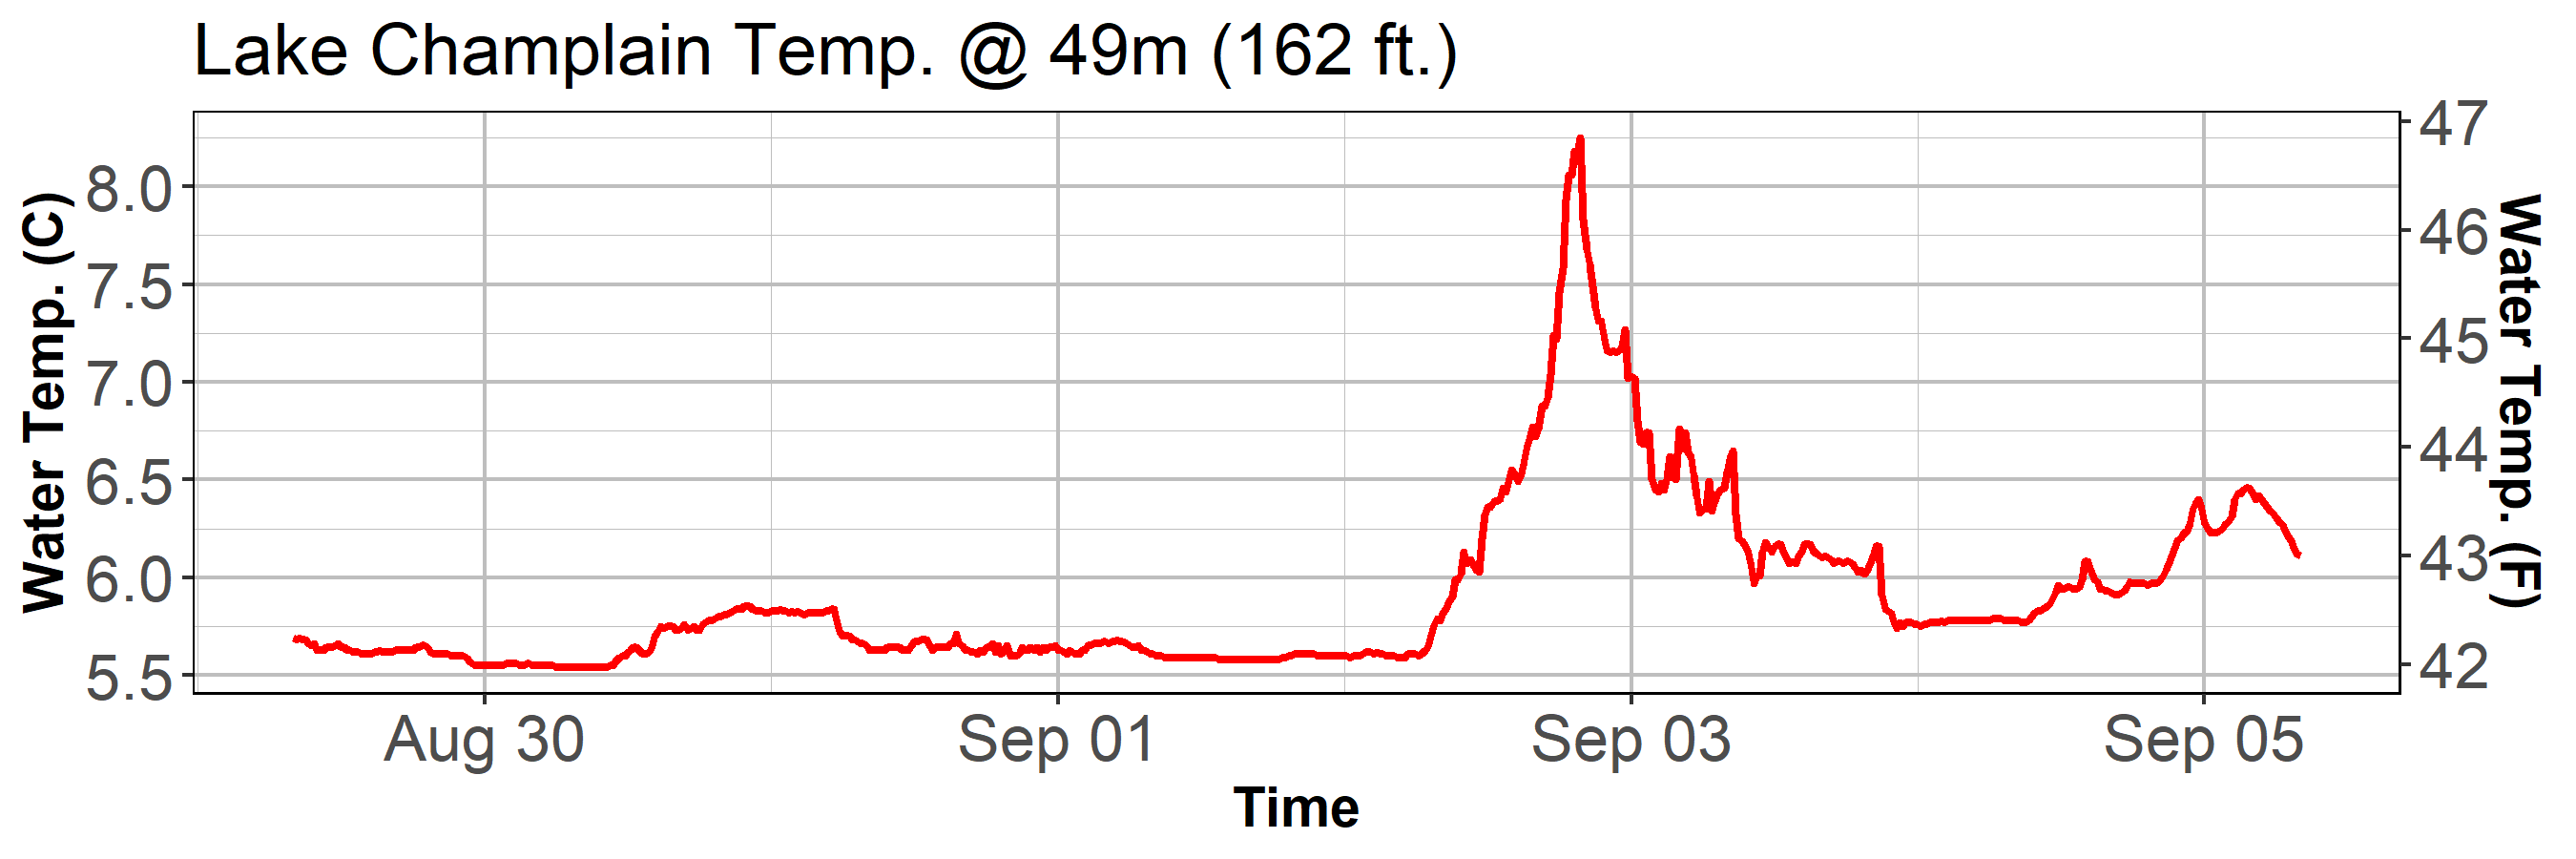 Lake Champlain Temp. @ 49m (162 ft.)
Water Temp. (C)
8.0
7.5
7.0
6.5
6.0
5.5
47
46
45
44
43
42
Water Temp. (F)
Aug 30 Sep 01 Sep 03 Sep 05
Time